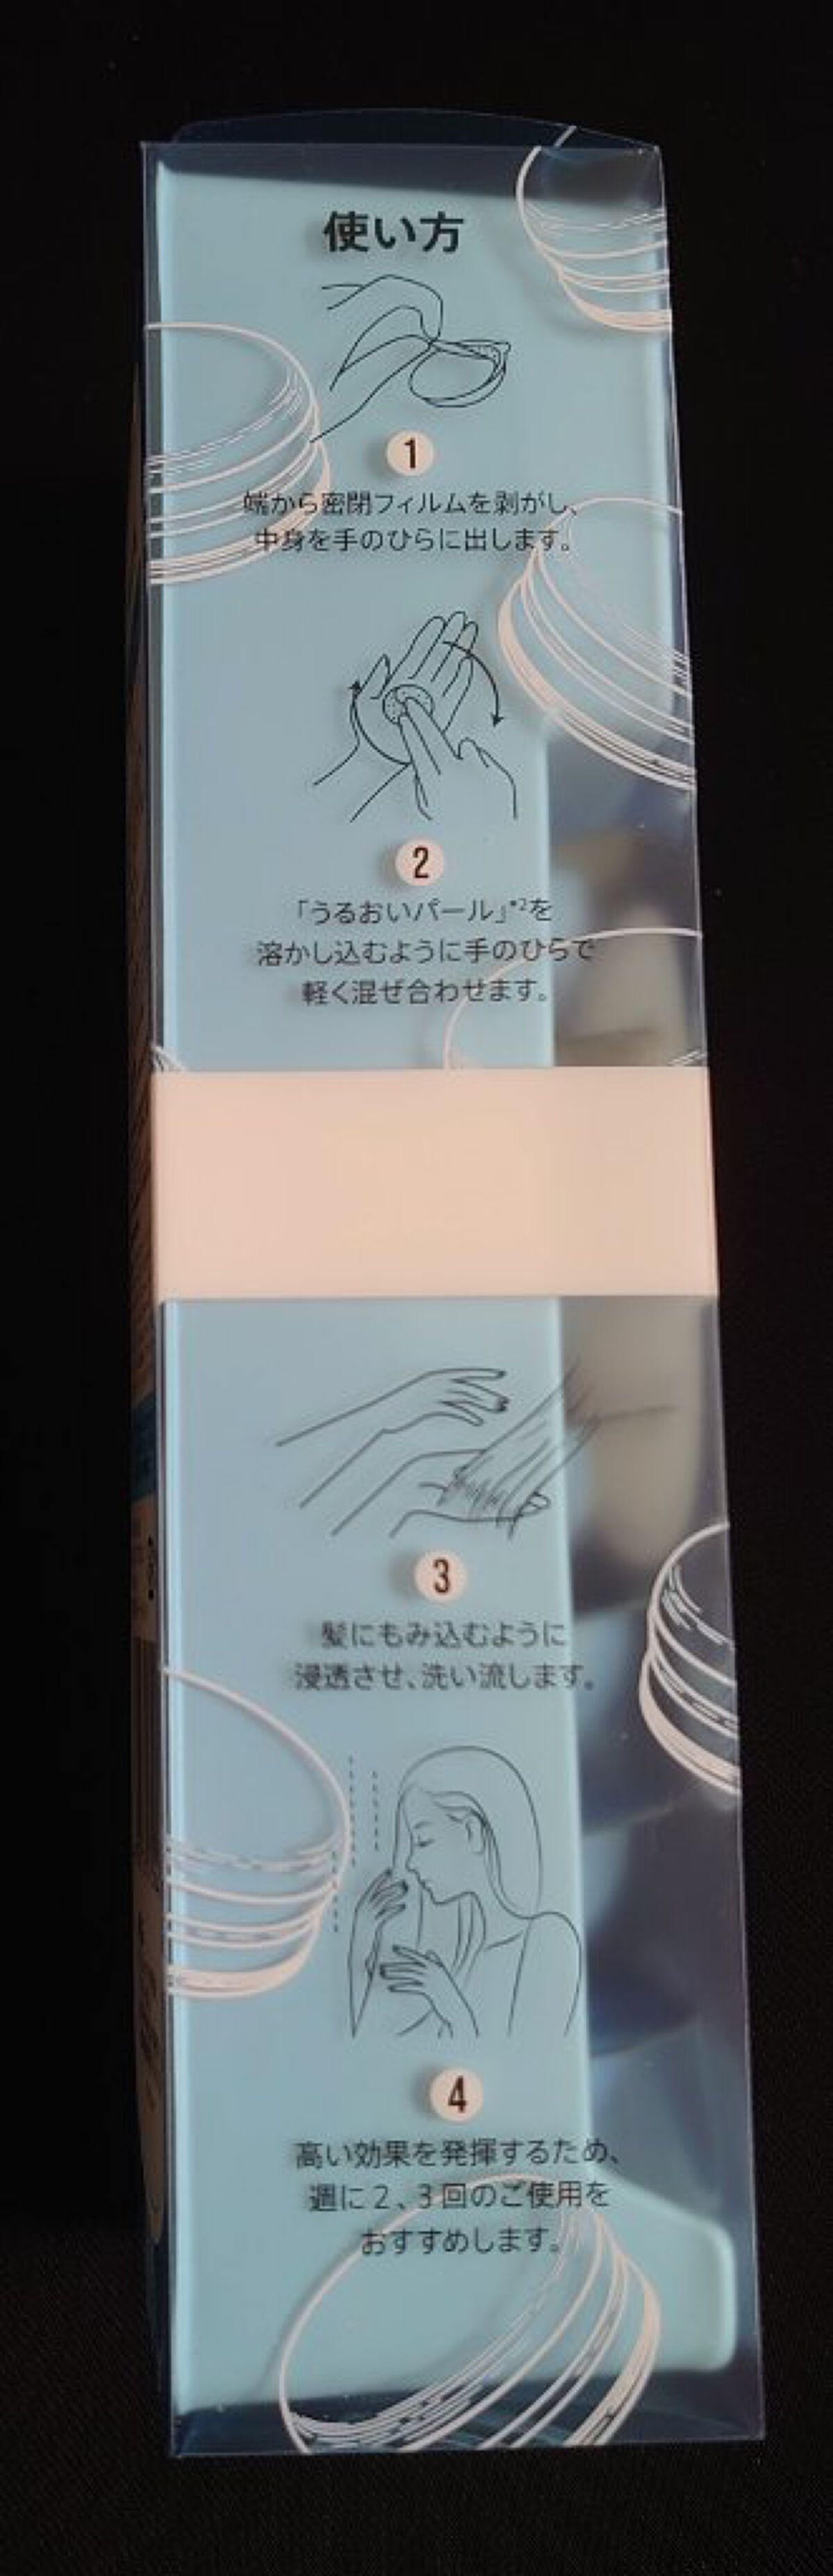 使い方
1
端から密閉フィルムを剥がし、
中身を手のひらに出します。
2
「うるおいパール」*2を
溶かし込むように手のひらで
軽く混ぜ合わせます。
3
髪にもみ込むように
浸透させ、洗い流します。
4
高い効果を発揮するため、
週に2、3回のご使用を
おすすめします。